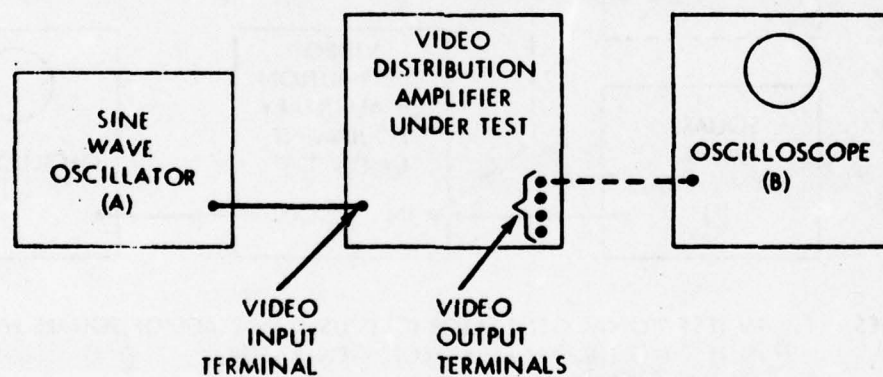 SINE
WAVE
OSCILLATOR
(A)
VIDEO
DISTRIBUTION
AMPLIFIER
UNDER TEST
OSCILLOSCOPE
(B)
VIDEO
INPUT
TERMINAL
VIDEO
OUTPUT
TERMINALS